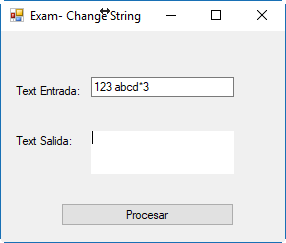 Exam- Change String
Text Entrada: 123 abcd*3
Text Salida:
Procesar